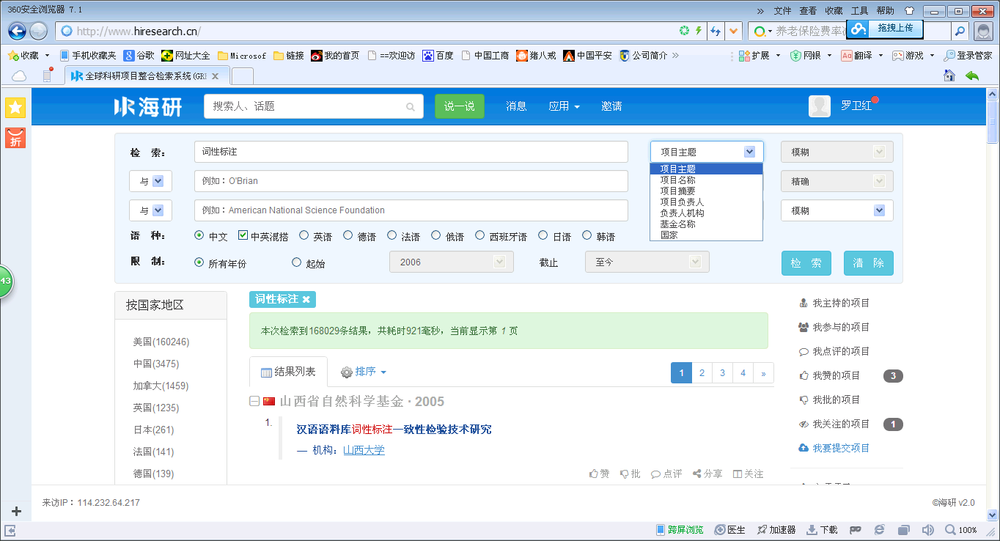 360安全浏览器 7.1
» 文件 查看 收藏 工具 帮助
http://www.hiresearch.cn/
养老保险费率
拖拽上传
收藏 手机收藏夹 谷歌 网址大全 Microsof 链接 我的首页 ==欢迎访 百度 中国工商 猪八戒 中国平安 公司简介 » 扩展 网银 翻译 游戏 登录管家
全球科研项目整合检索系统(GRI
海研 搜索人、话题 说一说 消息 应用 邀请 罗卫红
折
检 索： 词性标注 项目主题 模糊
与 例如：O'Brian 精确
与 例如：American National Science Foundation 模糊
项目主题
项目名称
项目摘要
项目负责人
负责人机构
基金名称
国家
语 种： 中文 中英混搭 英语 德语 法语 俄语 西班牙语 日语 韩语
限 制： 所有年份 起始 2006 截止 至今 检 索 清 除
43
按国家地区
美国(160246)
中国(3475)
加拿大(1459)
英国(1235)
日本(261)
法国(141)
德国(139)
词性标注 ✖
本次检索到168029条结果，共耗时921毫秒，当前显示第 1 页
结果列表 排序 1 2 3 4 »
山西省自然科学基金 · 2005
1. 汉语语料库词性标注一致性检验技术研究
— 机构：山西大学
赞 批 点评 分享 关注
我主持的项目
我参与的项目
我点评的项目
我赞的项目 3
我批的项目
我关注的项目 1
我要提交项目
来访IP：114.232.64.217
©海研 v2.0
跨屏浏览 医生 加速器 下载 100%